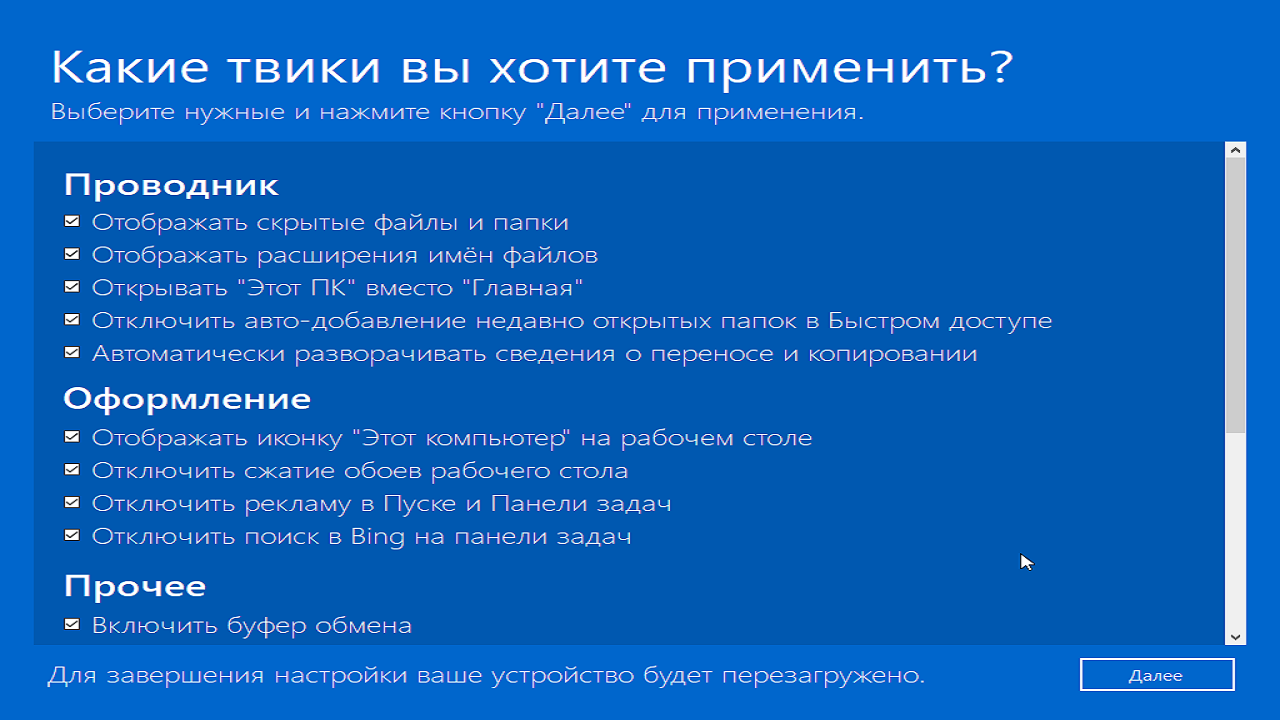 Какие твики вы хотите применить?
Выберите нужные и нажмите кнопку "Далее" для применения.
Проводник
Отображать скрытые файлы и папки
Отображать расширения имён файлов
Открывать "Этот ПК" вместо "Главная"
Отключить авто-добавление недавно открытых папок в Быстром доступе
Автоматически разворачивать сведения о переносе и копировании
Оформление
Отображать иконку "Этот компьютер" на рабочем столе
Отключить сжатие обоев рабочего стола
Отключить рекламу в Пуске и Панели задач
Отключить поиск в Bing на панели задач
Прочее
Включить буфер обмена
Для завершения настройки ваше устройство будет перезагружено.
Далее